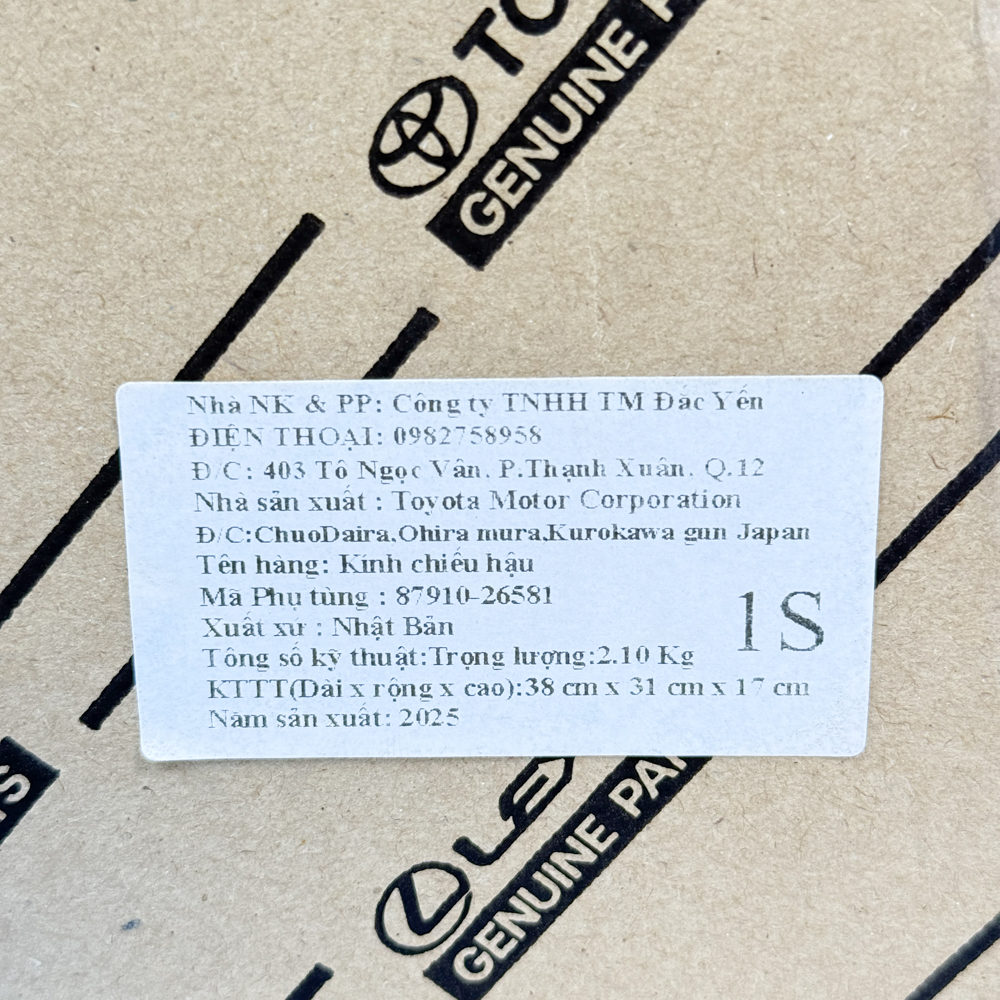 TO
GENUINE P
Nhà NK & PP: Công ty TNHH TM Đắc Yến
ĐIỆN THOẠI: 0982758958
Đ/C: 403 Tô Ngọc Vân, P.Thạnh Xuân, Q.12
Nhà sản xuất : Toyota Motor Corporation
Đ/C:ChuoDaira,Ohira mura,Kurokawa gun Japan
Tên hàng: Kính chiếu hậu
Mã Phụ tùng : 87910-26581
Xuất xứ : Nhật Bản
1S
Tông số kỹ thuật:Trọng lượng:2.10 Kg
KTTT(Dài x rộng x cao):38 cm x 31 cm x 17 cm
Năm sản xuất: 2025
TS
LE
GENUINE PA